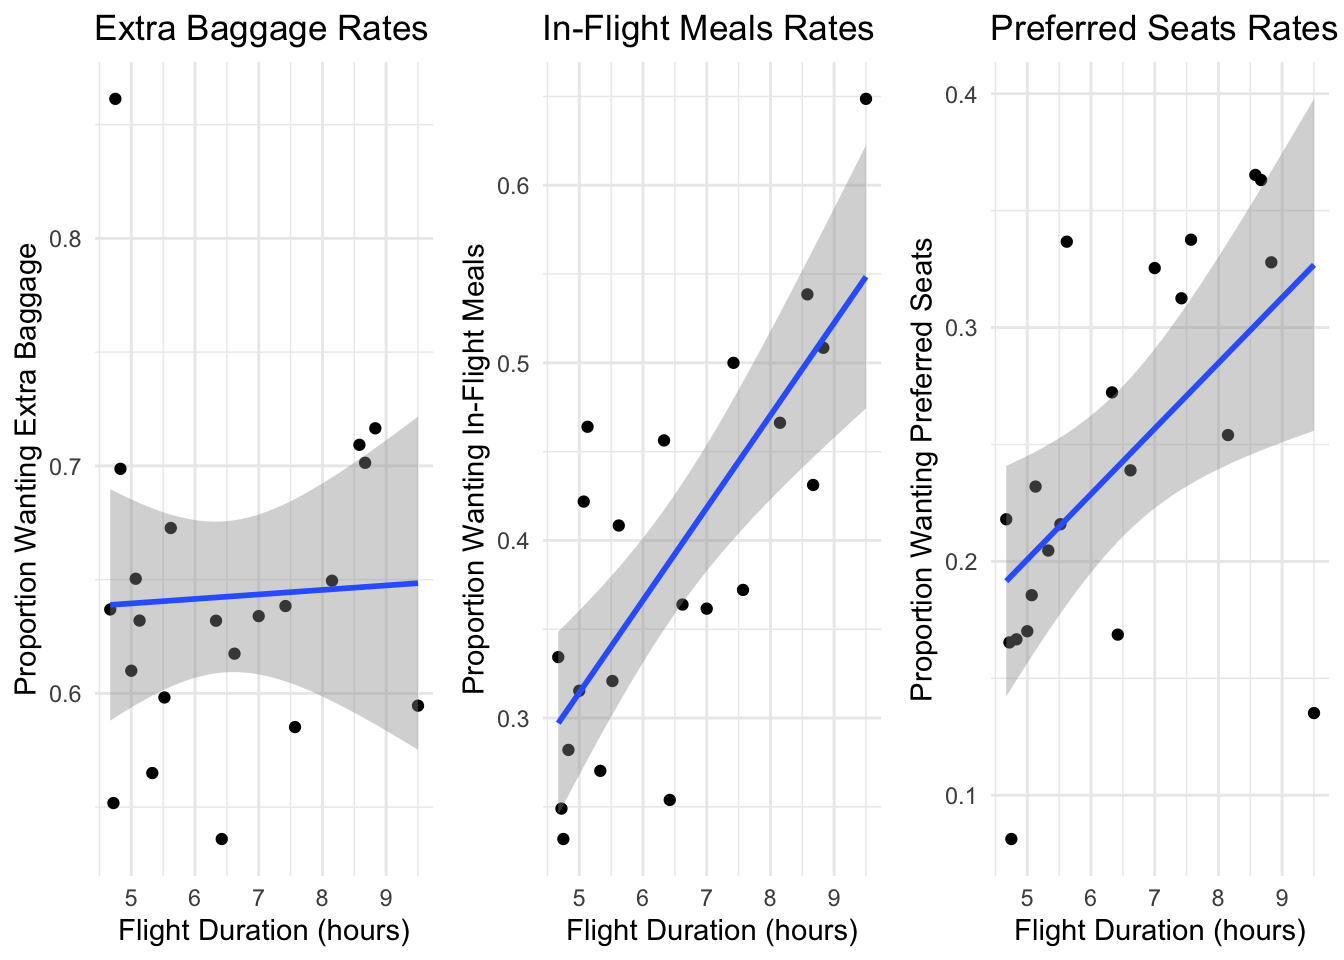 Extra Baggage Rates
Proportion Wanting Extra Baggage
0.8
0.7
0.6
5 6 7 8 9
Flight Duration (hours)
In-Flight Meals Rates
Proportion Wanting In-Flight Meals
0.6
0.5
0.4
0.3
5 6 7 8 9
Flight Duration (hours)
Preferred Seats Rates
Proportion Wanting Preferred Seats
0.4
0.3
0.2
0.1
5 6 7 8 9
Flight Duration (hours)